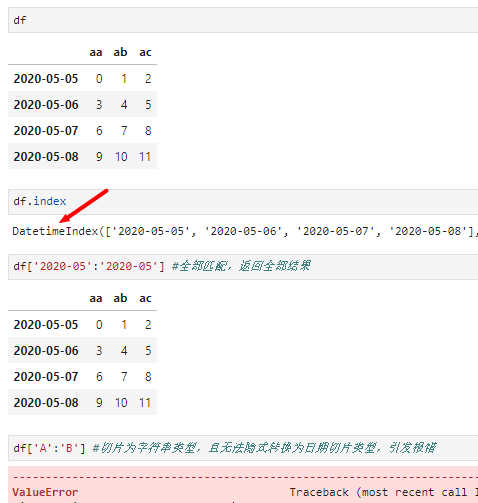 df
aa ab ac
2020-05-05 0 1 2
2020-05-06 3 4 5
2020-05-07 6 7 8
2020-05-08 9 10 11
df.index
DatetimeIndex(['2020-05-05', '2020-05-06', '2020-05-07', '2020-05-08'],
df['2020-05':'2020-05'] #全部匹配，返回全部结果
aa ab ac
2020-05-05 0 1 2
2020-05-06 3 4 5
2020-05-07 6 7 8
2020-05-08 9 10 11
df['A':'B'] #切片为字符串类型，且无法隐式转换为日期切片类型，引发报错
---------------------------------------------------------------------------
ValueError Traceback (most recent call